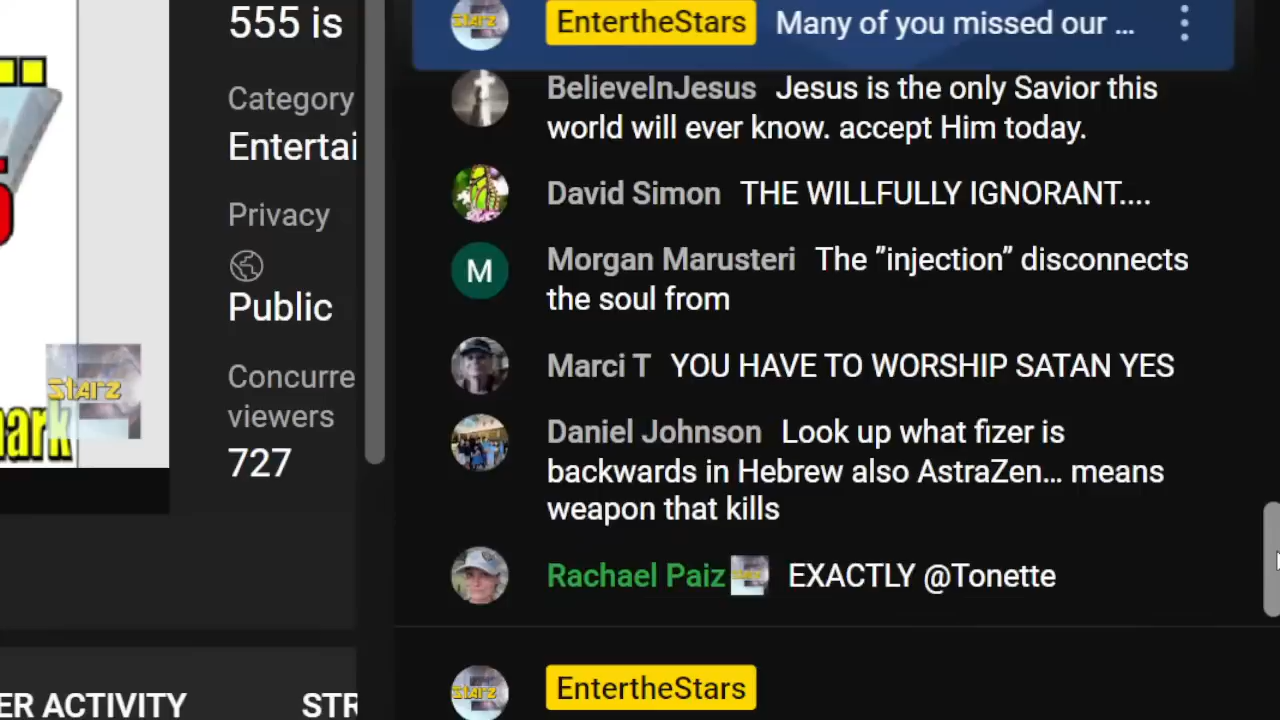 555 is
Category
Entertai
Privacy
Public
Concurre
viewers
727
Starz
mark
ER ACTIVITY
STR
EntertheStars Many of you missed our ...
BelieveInJesus Jesus is the only Savior this
world will ever know. accept Him today.
David Simon THE WILLFULLY IGNORANT....
M Morgan Marusteri The "injection" disconnects
the soul from
Marci T YOU HAVE TO WORSHIP SATAN YES
Daniel Johnson Look up what fizer is
backwards in Hebrew also AstraZen... means
weapon that kills
Rachael Paiz EXACTLY @Tonette
EntertheStars